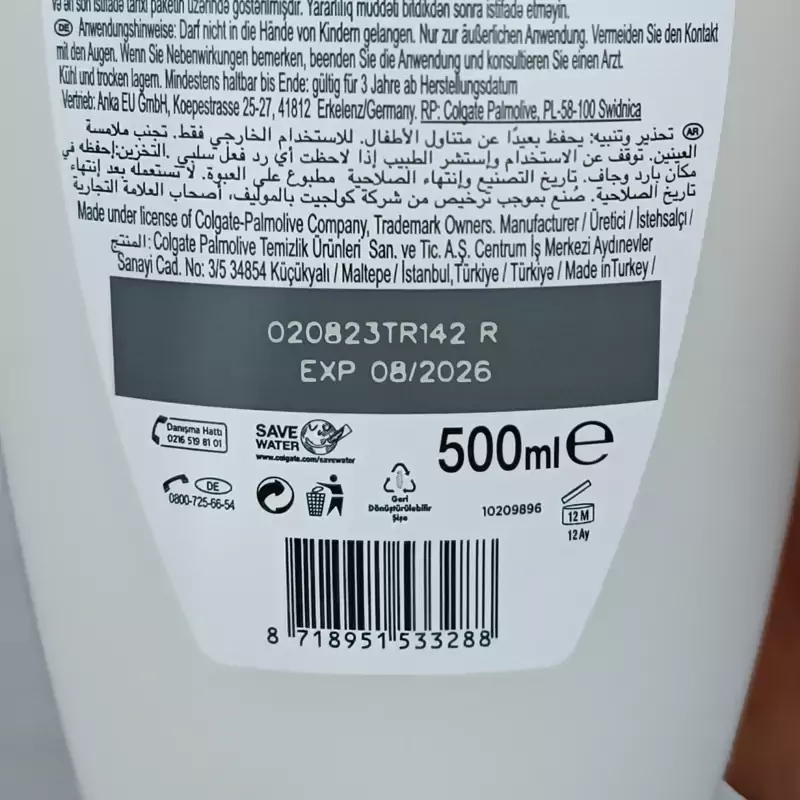 və ən son istifadə tarixi paketin üzərində göstərilmişdir. Yararlılıq müddəti bitdikdən sonra istifadə etməyin.
DE Anwendungshinweise: Darf nicht in die Hände von Kindern gelangen. Nur zur äußerlichen Anwendung. Vermeiden Sie den Kontakt
mit den Augen. Wenn Sie Nebenwirkungen bemerken, beenden Sie die Anwendung und konsultieren Sie einen Arzt.
Kühl und trocken lagern. Mindestens haltbar bis Ende: gültig für 3 Jahre ab Herstellungsdatum
Vertrieb: Anka EU GmbH, Koepestrasse 25-27, 41812 Erkelenz/Germany. RP: Colgate Palmolive, PL-58-100 Swidnica
AR تحذير وتنبيه: يحفظ بعيدًا عن متناول الأطفال. للاستخدام الخارجي فقط. تجنب ملامسة
العينين. توقف عن الاستخدام وإستشر الطبيب إذا لاحظت أي رد فعل سلبي. التخزين: إحفظه في
مكان بارد وجاف. تاريخ التصنيع وإنتهاء الصلاحية مطبوع على العبوة. لا تستعمله بعد إنتهاء
تاريخ الصلاحية. صُنع بموجب ترخيص من شركة كولجيت بالموليف، أصحاب العلامة التجارية
Made under license of Colgate-Palmolive Company, Trademark Owners. Manufacturer / Üretici / İstehsalçı /
المنتج: Colgate Palmolive Temizlik Ürünleri San. ve Tic. A.Ş. Centrum İş Merkezi Aydınevler
Sanayi Cad. No: 3/5 34854 Küçükyalı / Maltepe / İstanbul, Türkiye / Türkiyə / Made in Turkey /
020823TR142 R
EXP 08/2026
Danışma Hattı
0216 519 81 01
SAVE
WATER
www.colgate.com/savewater
500ml e
DE
0800-725-66-54
Geri
Dönüştürülebilir
Şişe
10209896
12 M
12 Ay
8 718951 533288